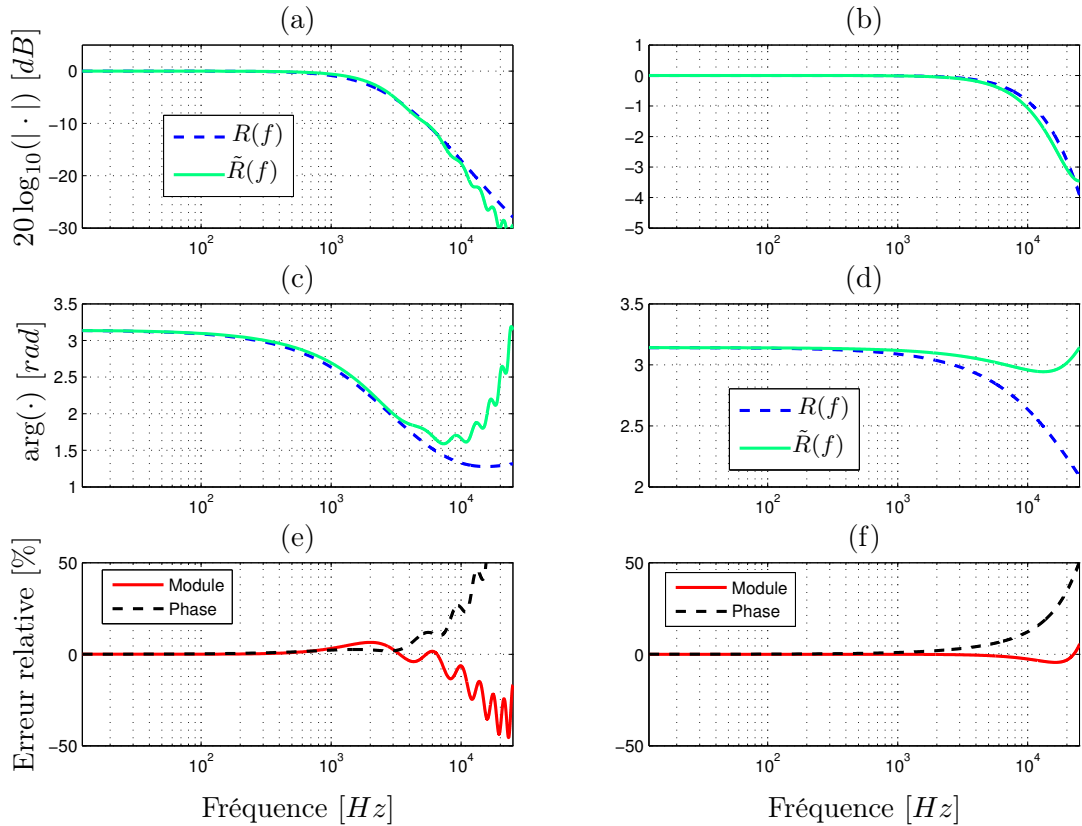 (a)
20 log10(| · |) [dB]
0
−10
−20
−30
R(f)
R̃(f)
10^2
10^3
10^4
(b)
1
0
−1
−2
−3
−4
−5
10^2
10^3
10^4
(c)
arg(·) [rad]
3.5
3
2.5
2
1.5
1
10^2
10^3
10^4
(d)
3.5
3
2.5
2
R(f)
R̃(f)
10^2
10^3
10^4
(e)
Erreur relative [%]
50
0
−50
Module
Phase
10^2
10^3
10^4
Fréquence [Hz]
(f)
50
0
−50
Module
Phase
10^2
10^3
10^4
Fréquence [Hz]